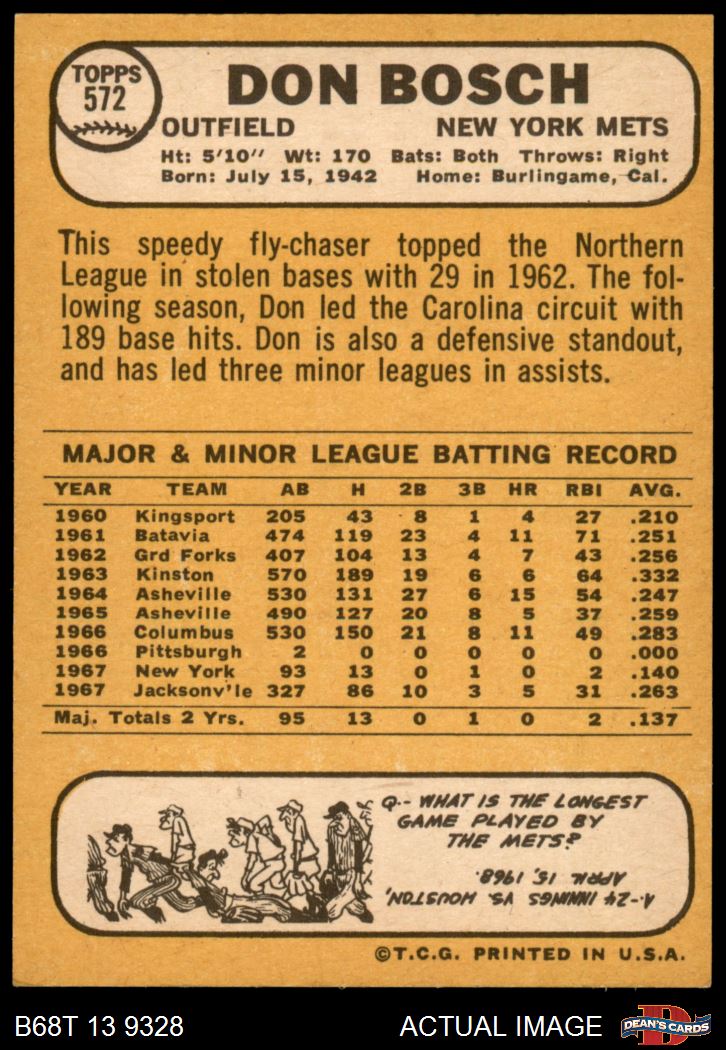 TOPPS
572
DON BOSCH
OUTFIELD NEW YORK METS
Ht: 5'10" Wt: 170 Bats: Both Throws: Right
Born: July 15, 1942 Home: Burlingame, Cal.
This speedy fly-chaser topped the Northern
League in stolen bases with 29 in 1962. The fol-
lowing season, Don led the Carolina circuit with
189 base hits. Don is also a defensive standout,
and has led three minor leagues in assists.
MAJOR & MINOR LEAGUE BATTING RECORD
YEAR TEAM AB H 2B 3B HR RBI AVG.
1960 Kingsport 205 43 8 1 4 27 .210
1961 Batavia 474 119 23 4 11 71 .251
1962 Grd Forks 407 104 13 4 7 43 .256
1963 Kinston 570 189 19 6 6 64 .332
1964 Asheville 530 131 27 6 15 54 .247
1965 Asheville 490 127 20 8 5 37 .259
1966 Columbus 530 150 21 8 11 49 .283
1966 Pittsburgh 2 0 0 0 0 0 .000
1967 New York 93 13 0 1 0 2 .140
1967 Jacksonv'le 327 86 10 3 5 31 .263
Maj. Totals 2 Yrs. 95 13 0 1 0 2 .137
Q-- WHAT IS THE LONGEST
GAME PLAYED BY
THE METS?
A-24 INNINGS VS. HOUSTON,
APRIL 15, 1968.
©T.C.G. PRINTED IN U.S.A.
B68T 13 9328 ACTUAL IMAGE
D
DEAN'S CARDS